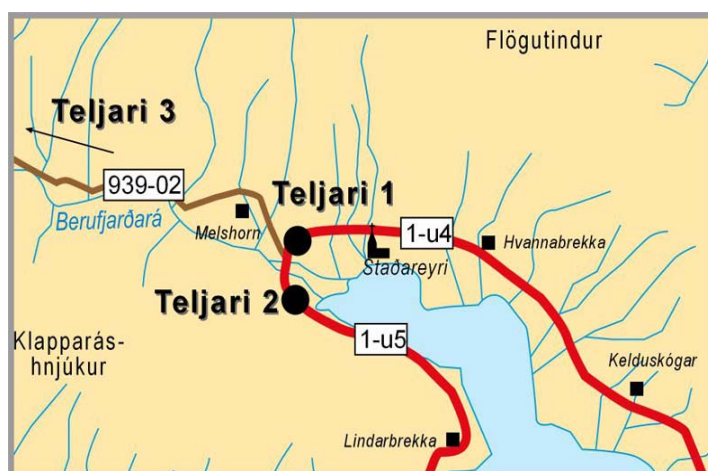 Flögutindur
Teljari 3
939-02
Berufjarðará
Melshorn
Teljari 1
1-u4
Hvannabrekka
Staðareyri
Teljari 2
1-u5
Klapparás-
hnjúkur
Kelduskógar
Lindarbrekka